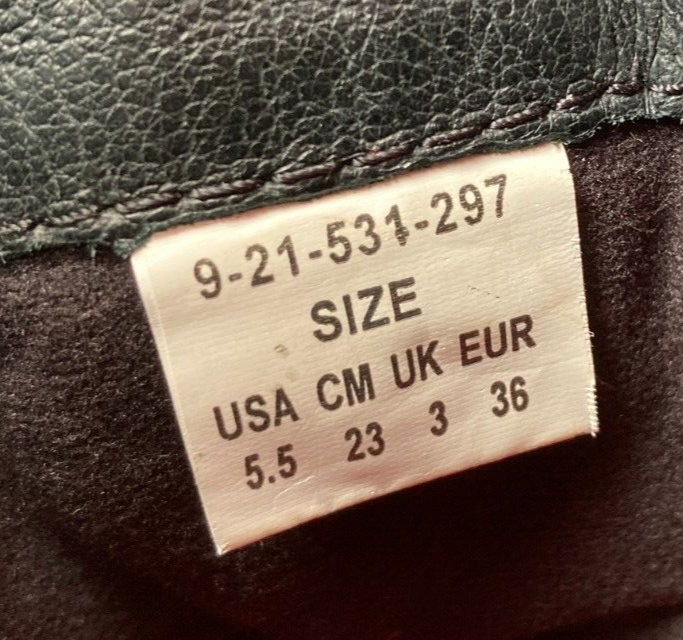 9-21-531-297
SIZE
USA CM UK EUR
5.5 23 3 36